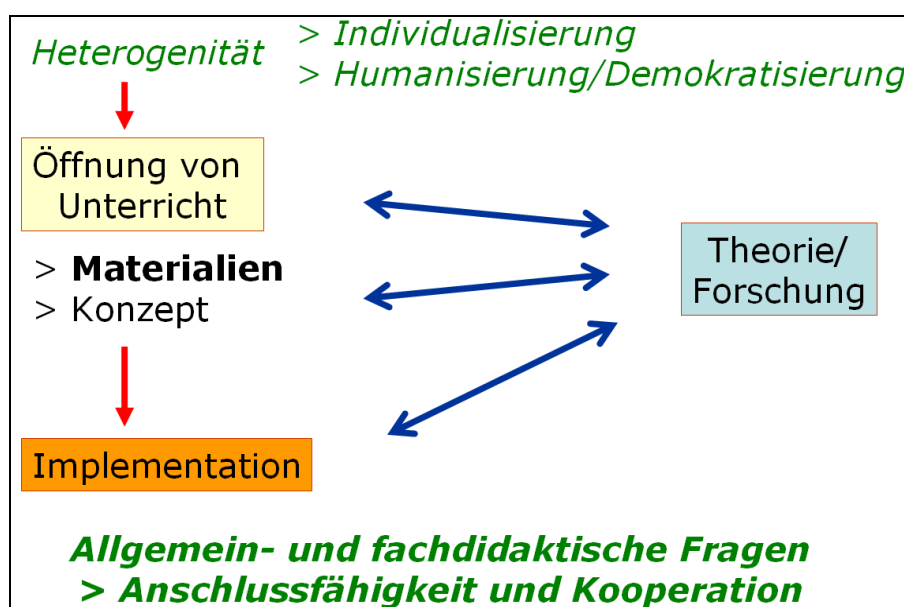 Heterogenität
> Individualisierung
> Humanisierung/Demokratisierung
Öffnung von
Unterricht
> Materialien
> Konzept
Theorie/
Forschung
Implementation
Allgemein- und fachdidaktische Fragen
> Anschlussfähigkeit und Kooperation